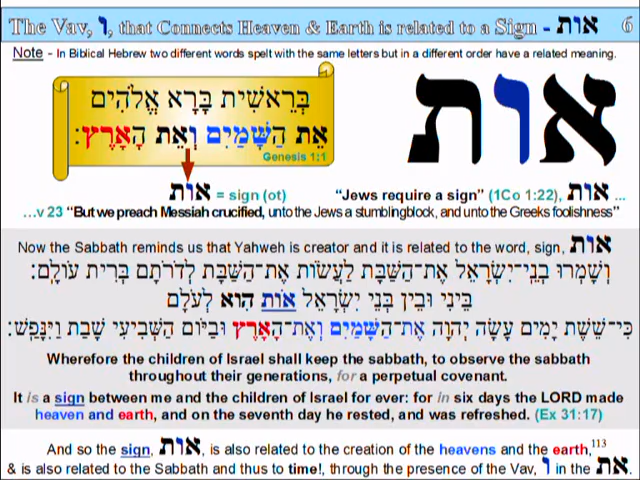 The Vav, ו, that Connects Heaven & Earth is related to a Sign - אות 6
Note - In Biblical Hebrew two different words spelt with the same letters but in a different order have a related meaning.
בְּרֵאשִׁית בָּרָא אֱלֹהִים
אֵת הַשָּׁמַיִם וְאֵת הָאָרֶץ׃
Genesis 1:1
אות
אות = sign (ot) “Jews require a sign” (1Co 1:22), אות ...
...v 23 “But we preach Messiah crucified, unto the Jews a stumblingblock, and unto the Greeks foolishness”
Now the Sabbath reminds us that Yahweh is creator and it is related to the word, sign, אות
וְשָׁמְרוּ בְנֵי־יִשְׂרָאֵל אֶת־הַשַּׁבָּת לַעֲשׂוֹת אֶת־הַשַּׁבָּת לְדֹרֹתָם בְּרִית עוֹלָם׃
בֵּינִי וּבֵין בְּנֵי יִשְׂרָאֵל אוֹת הִוא לְעֹלָם
כִּי־שֵׁשֶׁת יָמִים עָשָׂה יְהוָה אֶת־הַשָּׁמַיִם וְאֶת־הָאָרֶץ וּבַיּוֹם הַשְּׁבִיעִי שָׁבַת וַיִּנָּפַשׁ׃
Wherefore the children of Israel shall keep the sabbath, to observe the sabbath
throughout their generations, for a perpetual covenant.
It is a sign between me and the children of Israel for ever: for in six days the LORD made
heaven and earth, and on the seventh day he rested, and was refreshed. (Ex 31:17)
And so the sign, אות, is also related to the creation of the heavens and the earth,113
& is also related to the Sabbath and thus to time!, through the presence of the Vav, ו in the את.